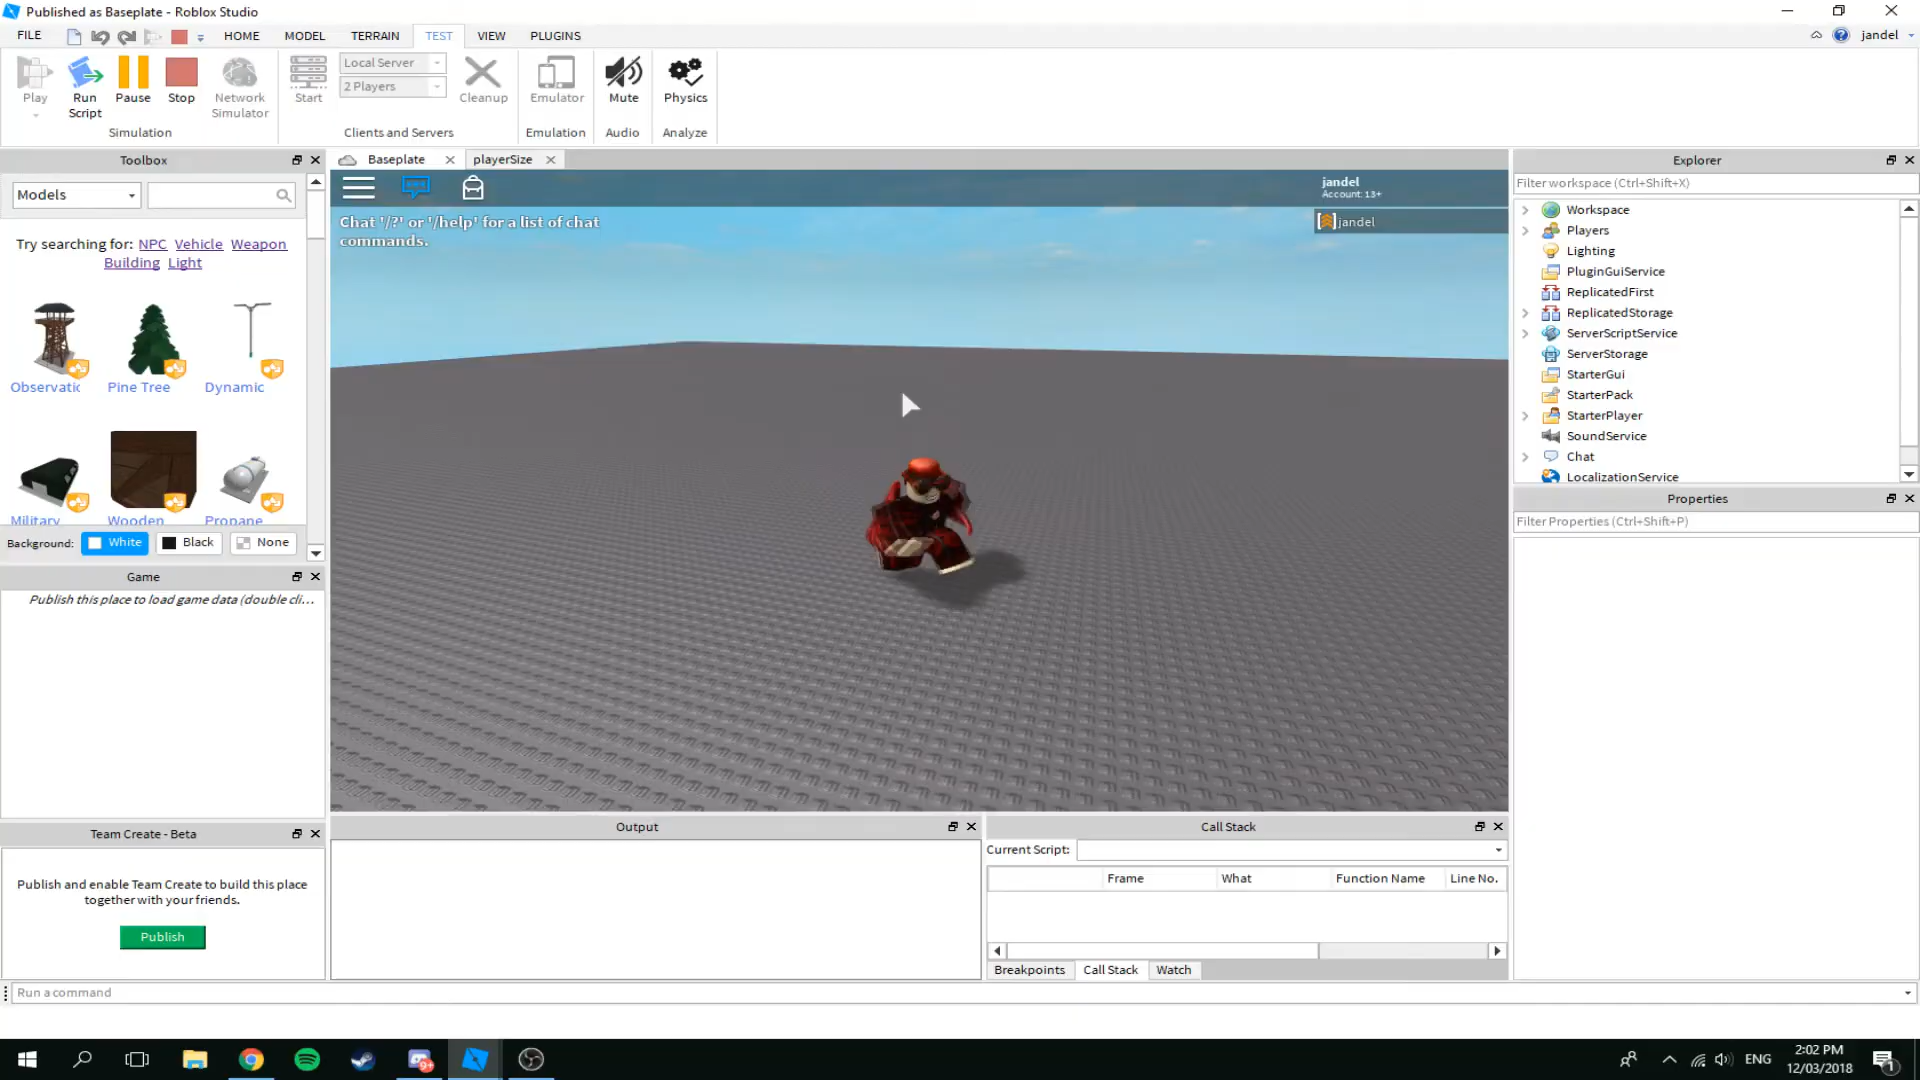 Published as Baseplate - Roblox Studio
FILE HOME MODEL TERRAIN TEST VIEW PLUGINS jandel
Play Run Script Pause Stop Network Simulator
Simulation
Start Local Server 2 Players Cleanup
Clients and Servers
Emulator
Emulation
Mute
Audio
Physics
Analyze
Toolbox
Models
Try searching for: NPC Vehicle Weapon
Building Light
Observatic Pine Tree Dynamic
Military Wooden Propane
Background: White Black None
Game
Publish this place to load game data (double cli...
Team Create - Beta
Publish and enable Team Create to build this place
together with your friends.
Publish
Baseplate playerSize
Chat '/?' or '/help' for a list of chat
commands.
jandel
Account: 13+
jandel
Output
Call Stack
Current Script:
Frame What Function Name Line No.
Breakpoints Call Stack Watch
Explorer
Filter workspace (Ctrl+Shift+X)
Workspace
Players
Lighting
PluginGuiService
ReplicatedFirst
ReplicatedStorage
ServerScriptService
ServerStorage
StarterGui
StarterPack
StarterPlayer
SoundService
Chat
LocalizationService
Properties
Filter Properties (Ctrl+Shift+P)
Run a command
9+
ENG
2:02 PM
12/03/2018
1